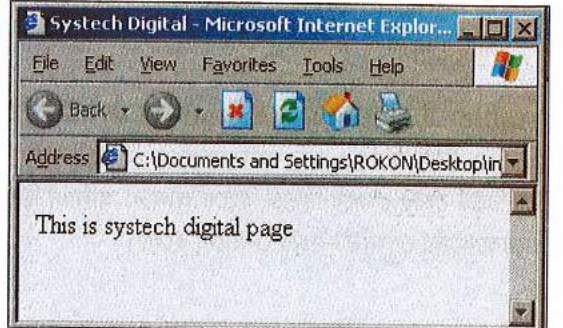 Systech Digital - Microsoft Internet Explor...
File Edit View Favorites Tools Help
Back
Address C:\Documents and Settings\ROKON\Desktop\in
This is systech digital page